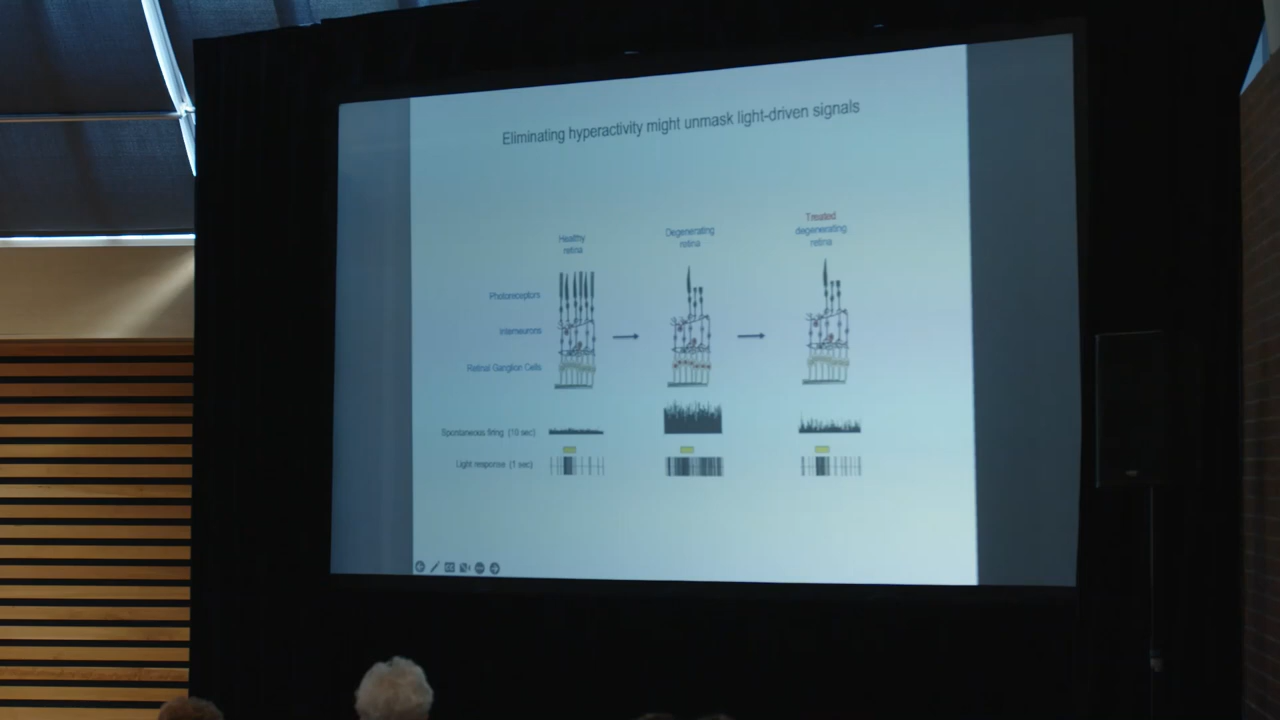 Eliminating hyperactivity might unmask light-driven signals
Healthy
retina
Degenerating
retina
Treated
degenerating
retina
Photoreceptors
Interneurons
Retinal Ganglion Cells
Spontaneous firing (10 sec)
Light response (1 sec)